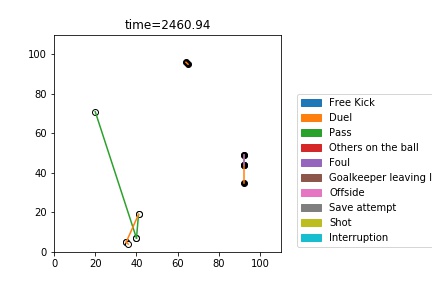 time=2460.94
100
80
60
40
20
0
0 20 40 60 80 100
Free Kick
Duel
Pass
Others on the ball
Foul
Goalkeeper leaving l
Offside
Save attempt
Shot
Interruption